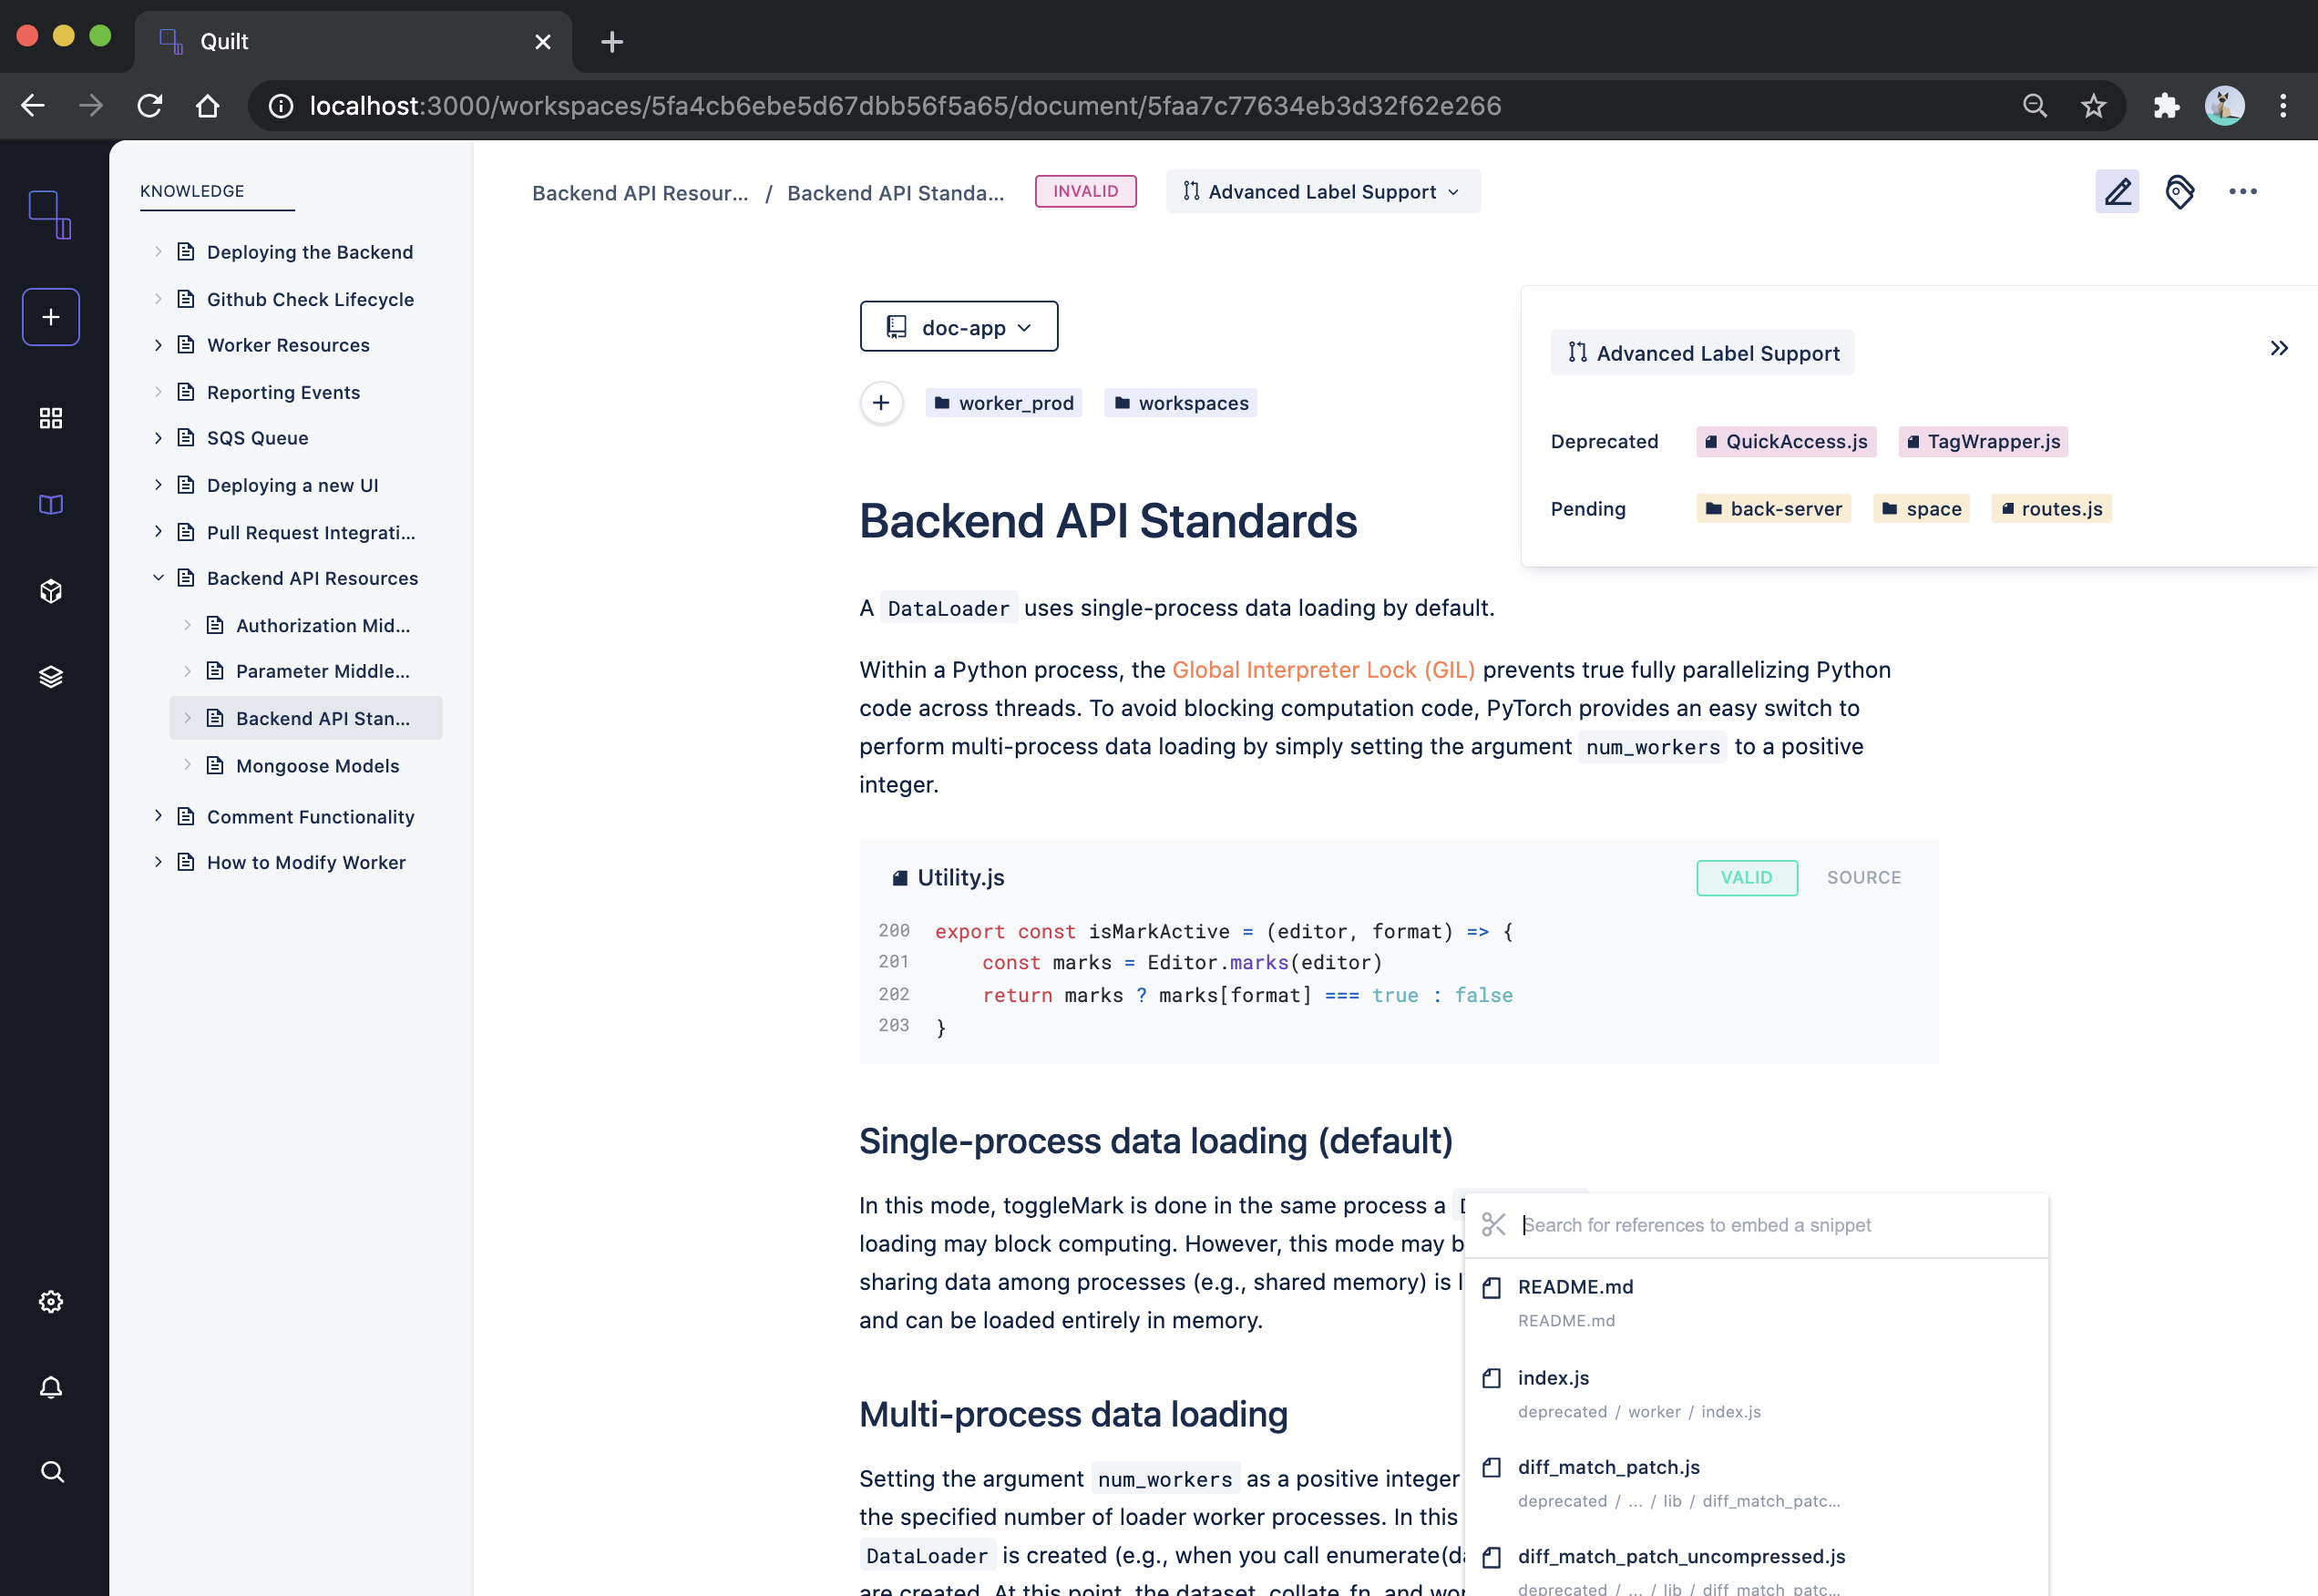 Quilt
localhost:3000/workspaces/5fa4cb6ebe5d67dbb56f5a65/document/5faa7c77634eb3d32f62e266
KNOWLEDGE
Deploying the Backend
Github Check Lifecycle
Worker Resources
Reporting Events
SQS Queue
Deploying a new UI
Pull Request Integrati...
Backend API Resources
Authorization Mid...
Parameter Middle...
Backend API Stan...
Mongoose Models
Comment Functionality
How to Modify Worker
Backend API Resour... / Backend API Standa... INVALID Advanced Label Support
doc-app
worker_prod workspaces
Advanced Label Support
Deprecated QuickAccess.js TagWrapper.js
Pending back-server space routes.js
Backend API Standards
A DataLoader uses single-process data loading by default.
Within a Python process, the Global Interpreter Lock (GIL) prevents true fully parallelizing Python
code across threads. To avoid blocking computation code, PyTorch provides an easy switch to
perform multi-process data loading by simply setting the argument num_workers to a positive
integer.
Utility.js VALID SOURCE
200 export const isMarkActive = (editor, format) => {
201 const marks = Editor.marks(editor)
202 return marks ? marks[format] === true : false
203 }
Single-process data loading (default)
In this mode, toggleMark is done in the same process a
loading may block computing. However, this mode may b
sharing data among processes (e.g., shared memory) is l
and can be loaded entirely in memory.
Multi-process data loading
Setting the argument num_workers as a positive integer
the specified number of loader worker processes. In this
DataLoader is created (e.g., when you call enumerate(da
are created. At this point, the dataset, collate_fn, and wor
Search for references to embed a snippet
README.md
README.md
index.js
deprecated / worker / index.js
diff_match_patch.js
deprecated / ... / lib / diff_match_patc...
diff_match_patch_uncompressed.js
deprecated / ... / lib / diff_match_patc...